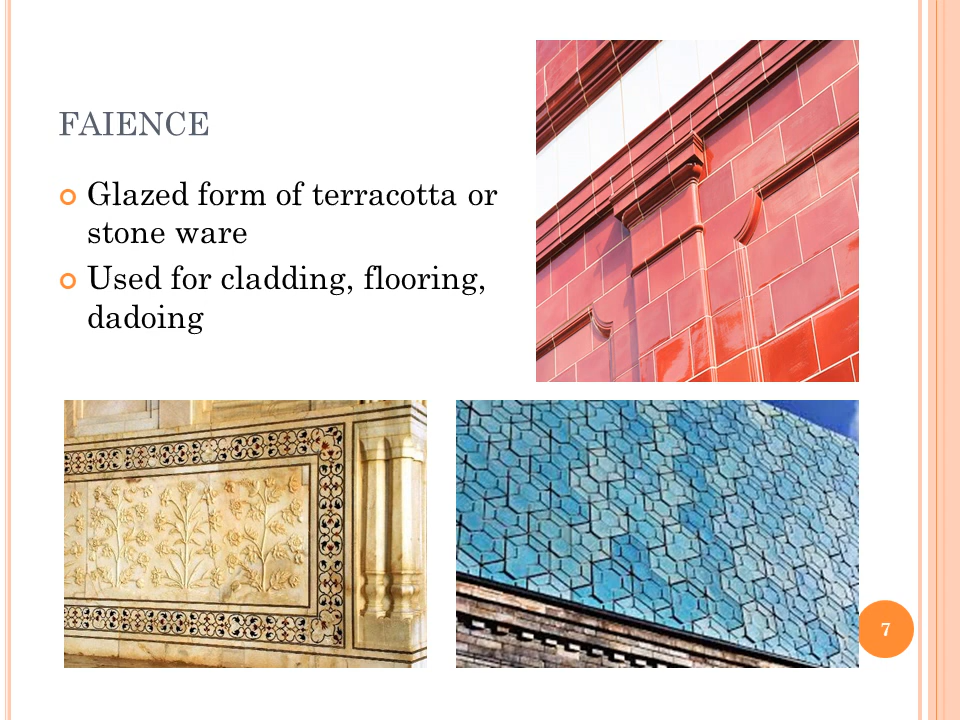 FAIENCE
Glazed form of terracotta or
stone ware
Used for cladding, flooring,
dadoing
7